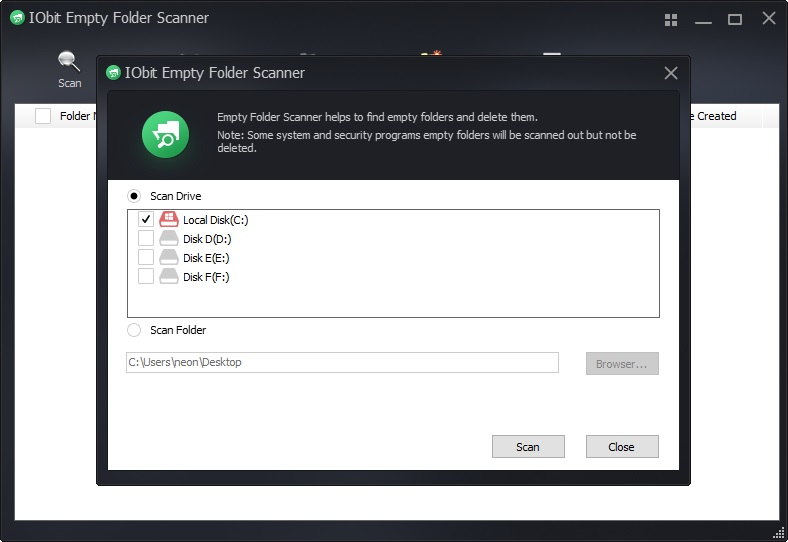 IObit Empty Folder Scanner
Scan
IObit Empty Folder Scanner
Empty Folder Scanner helps to find empty folders and delete them.
Note: Some system and security programs empty folders will be scanned out but not be
deleted.
Folder
Created
Scan Drive
Local Disk(C:)
Disk D(D:)
Disk E(E:)
Disk F(F:)
Scan Folder
C:\Users\neon\Desktop
Browser...
Scan
Close